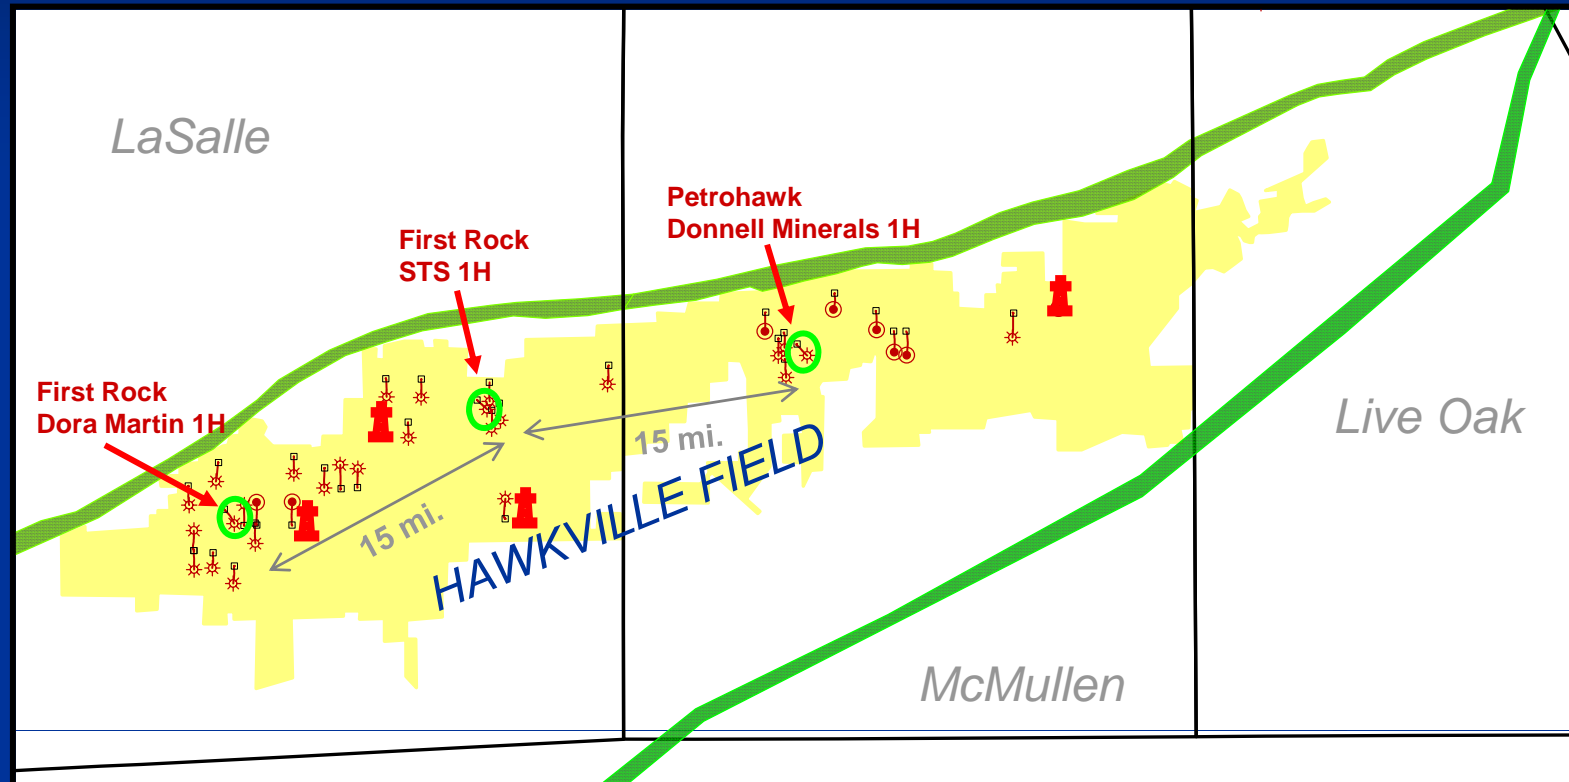 LaSalle
Petrohawk
Donnell Minerals 1H
First Rock
STS 1H
First Rock
Dora Martin 1H
Live Oak
15 mi.
15 mi.
HAWKVILLE FIELD
McMullen